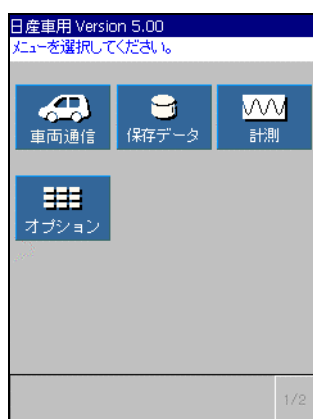 日産車用 Version 5.00
メニューを選択してください。
車両通信
保存データ
計測
オプション
1/2